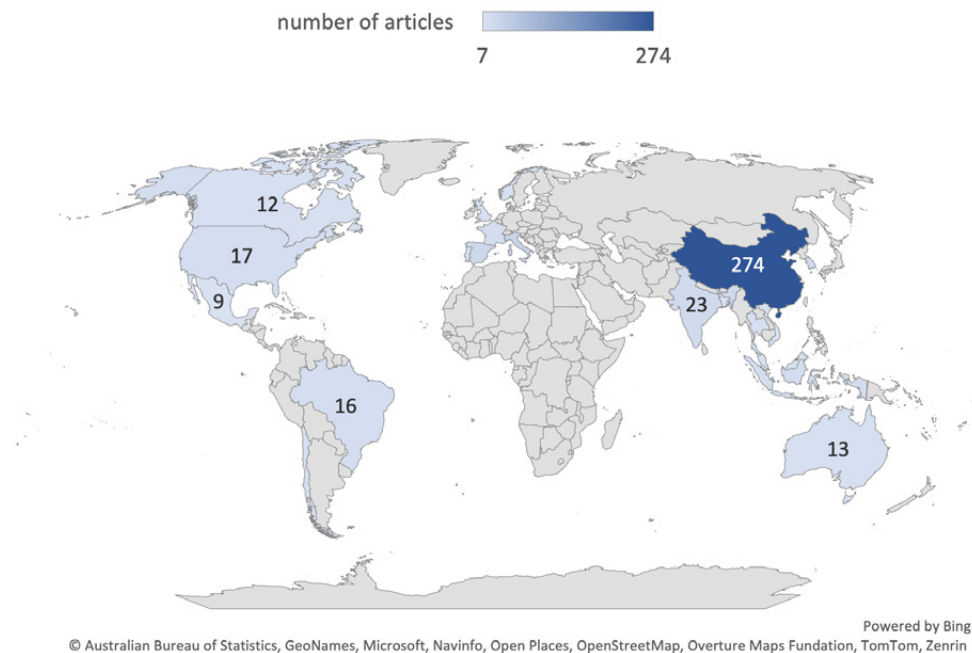 number of articles
7 274
12
17
274
9
23
16
13
Powered by Bing
© Australian Bureau of Statistics, GeoNames, Microsoft, Navinfo, Open Places, OpenStreetMap, Overture Maps Fundation, TomTom, Zenrin